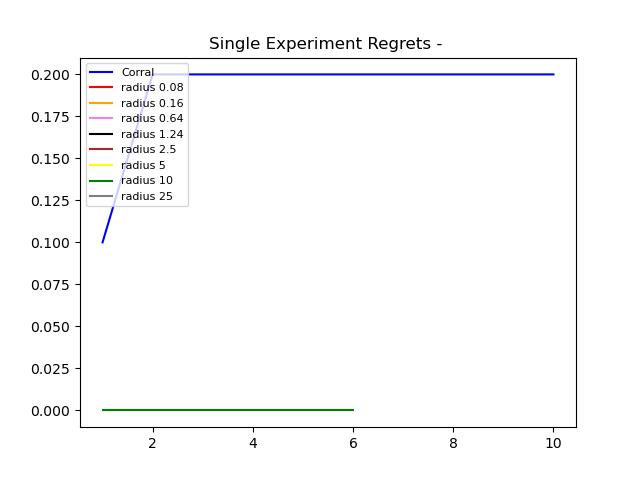 Single Experiment Regrets -
Corral
radius 0.08
radius 0.16
radius 0.64
radius 1.24
radius 2.5
radius 5
radius 10
radius 25
0.200
0.175
0.150
0.125
0.100
0.075
0.050
0.025
0.000
2 4 6 8 10